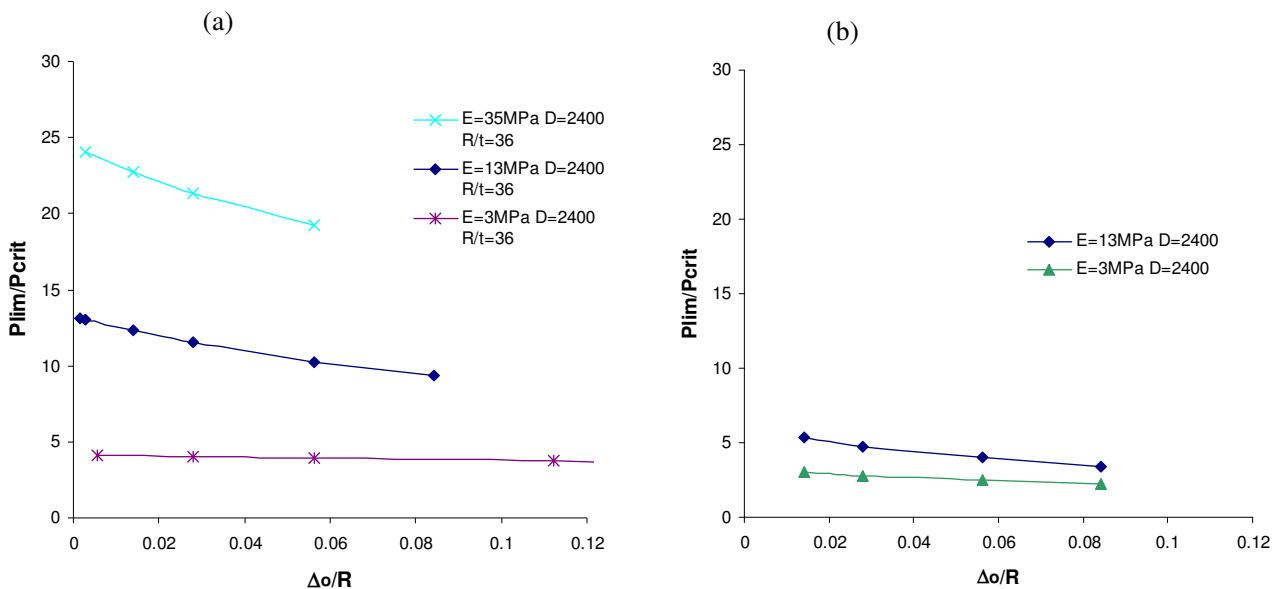 (a)
30
25
20
15
10
5
0
Plim/Pcrit
0 0.02 0.04 0.06 0.08 0.1 0.12
Δo/R
E=35MPa D=2400
R/t=36
E=13MPa D=2400
R/t=36
E=3MPa D=2400
R/t=36
(b)
30
25
20
15
10
5
0
Plim/Pcrit
0 0.02 0.04 0.06 0.08 0.1 0.12
Δo/R
E=13MPa D=2400
E=3MPa D=2400